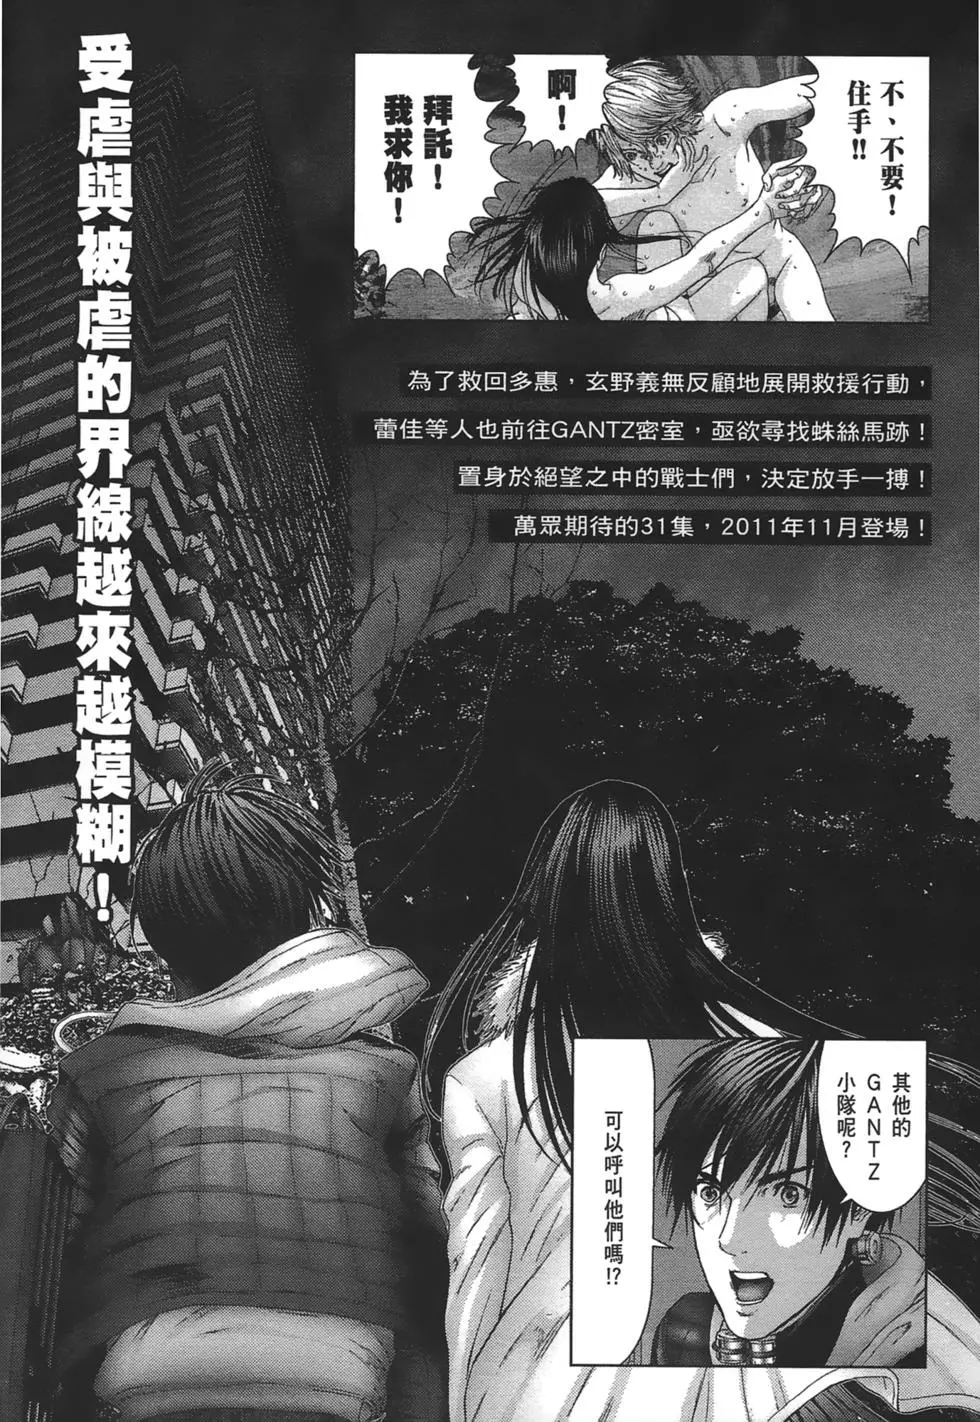 受虐與被虐的界線越來越模糊！
不、不要！
住手!!
啊！
拜託！
我求你！
為了救回多惠，玄野義無反顧地展開救援行動，
蕾佳等人也前往GANTZ密室，亟欲尋找蛛絲馬跡！
置身於絕望之中的戰士們，決定放手一搏！
萬眾期待的31集，2011年11月登場！
其他的
GANTZ
小隊呢？
可以呼叫他們嗎!?